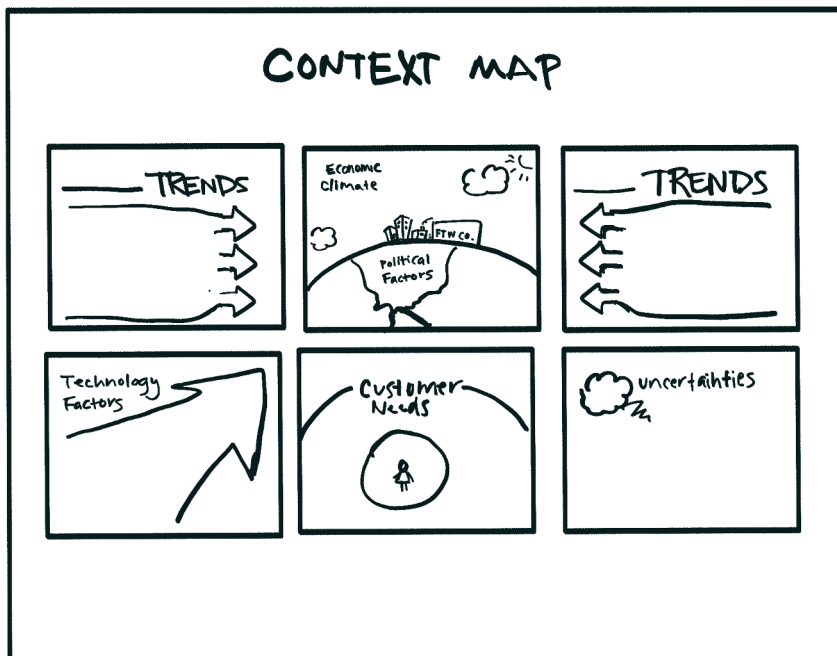 CONTEXT MAP
TRENDS
Economic
Climate
FTW CO.
Political
Factors
TRENDS
Technology
Factors
Customer
Needs
uncertainties